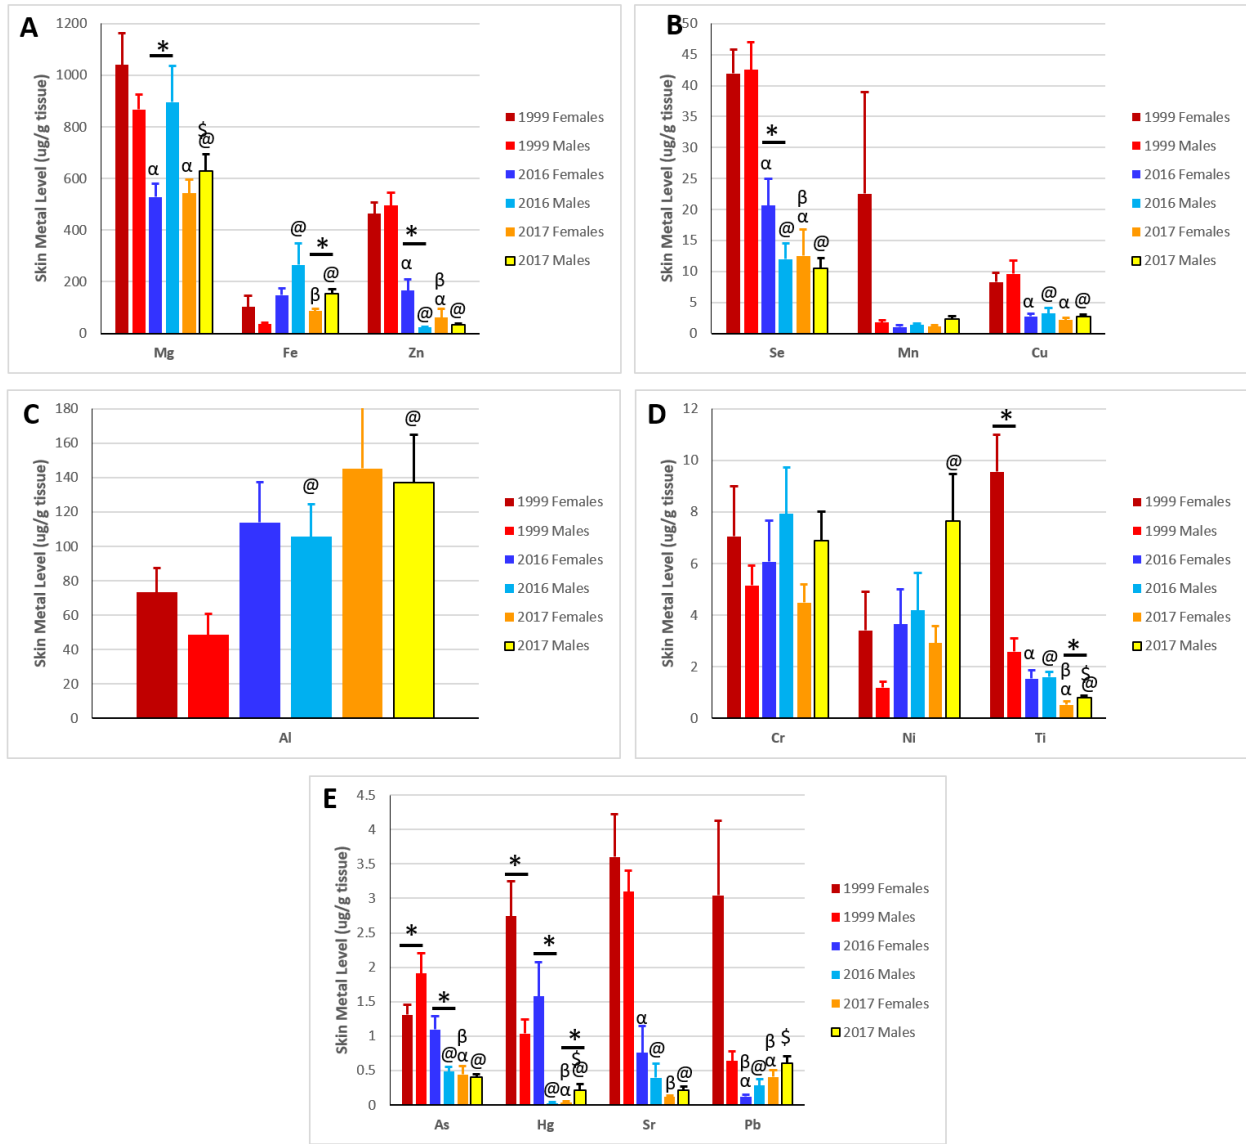 A
Skin Metal Level (ug/g tissue)
1200
1000
800
600
400
200
0
*
α
α
$
@
@
*
β
@
*
α
@
β
α
@
Mg
Fe
Zn
1999 Females
1999 Males
2016 Females
2016 Males
2017 Females
2017 Males
B
Skin Metal Level (ug/g tissue)
50
45
40
35
30
25
20
15
10
5
0
*
α
@
β
α
@
α
@
α
@
Se
Mn
Cu
1999 Females
1999 Males
2016 Females
2016 Males
2017 Females
2017 Males
C
Skin Metal Level (ug/g tissue)
180
160
140
120
100
80
60
40
20
0
@
@
Al
1999 Females
1999 Males
2016 Females
2016 Males
2017 Females
2017 Males
D
Skin Metal Level (ug/g tissue)
12
10
8
6
4
2
0
@
*
α
@
*
β
α
$
@
Cr
Ni
Ti
1999 Females
1999 Males
2016 Females
2016 Males
2017 Females
2017 Males
E
Skin Metal Level (ug/g tissue)
4.5
4
3.5
3
2.5
2
1.5
1
0.5
0
*
*
@
β
α
@
*
*
@
*
β
α
$
@
α
@
β
@
β
α
@
β
α
$
As
Hg
Sr
Pb
1999 Females
1999 Males
2016 Females
2016 Males
2017 Females
2017 Males